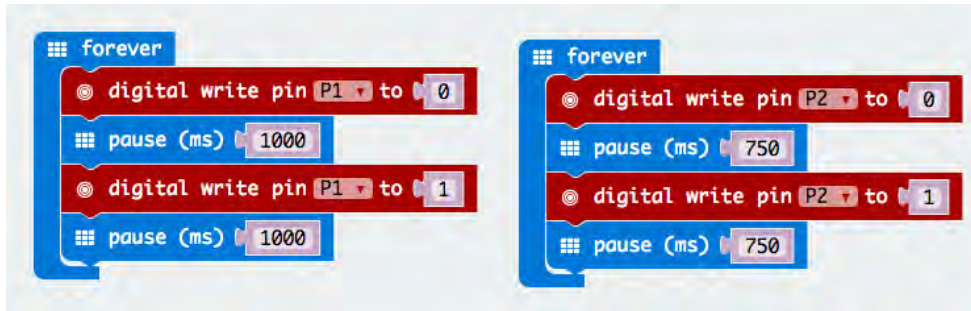 forever
digital write pin P1 to 0
pause (ms) 1000
digital write pin P1 to 1
pause (ms) 1000
forever
digital write pin P2 to 0
pause (ms) 750
digital write pin P2 to 1
pause (ms) 750